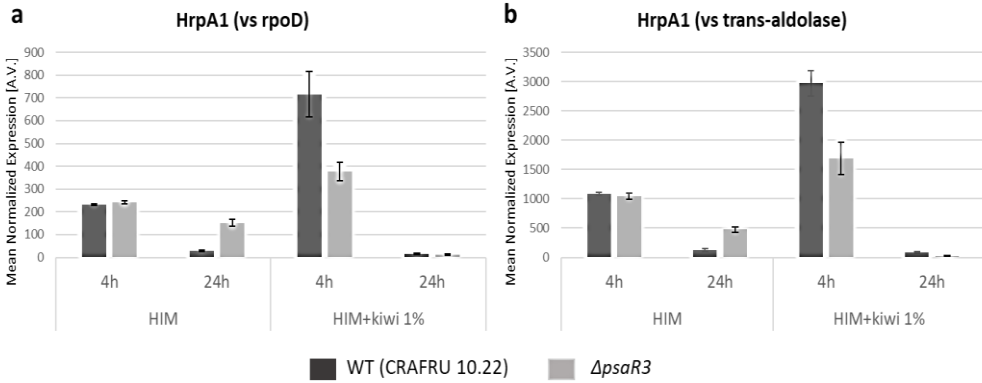 a
HrpA1 (vs rpoD)
Mean Normalized Expression [A.V.]
900
800
700
600
500
400
300
200
100
0
4h 24h 4h 24h
HIM HIM+kiwi 1%
b
HrpA1 (vs trans-aldolase)
Mean Normalized Expression [A.V.]
3500
3000
2500
2000
1500
1000
500
0
4h 24h 4h 24h
HIM HIM+kiwi 1%
WT (CRAFRU 10.22) ΔpsaR3